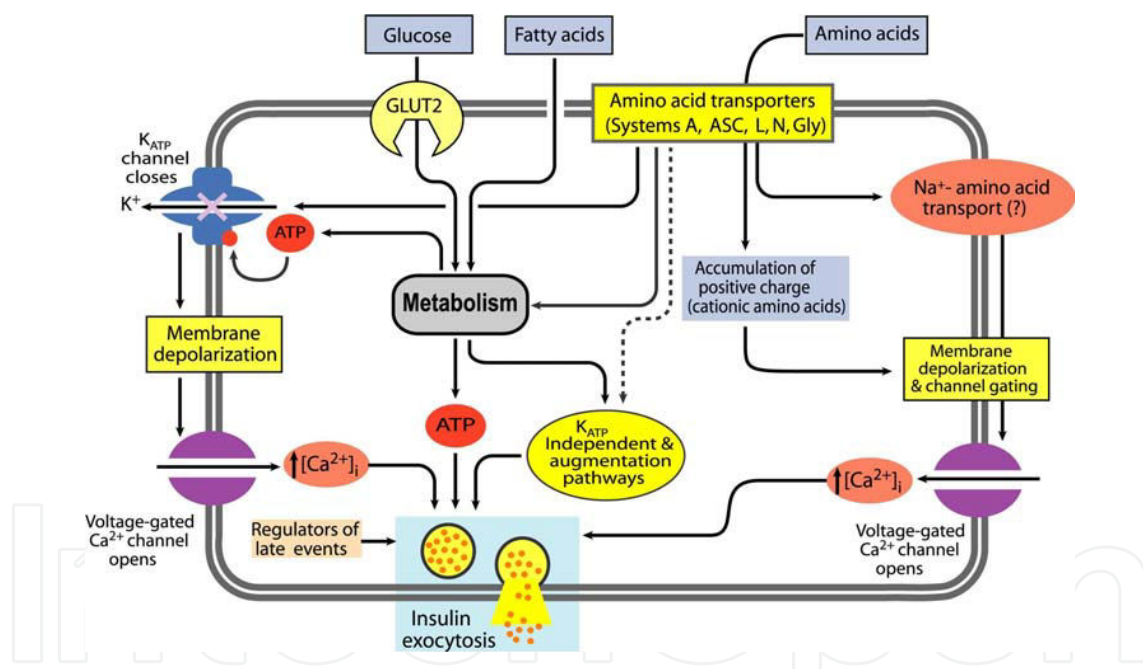 Glucose
Fatty acids
Amino acids
GLUT2
Amino acid transporters
(Systems A, ASC, L, N, Gly)
K_ATP
channel
closes
K⁺
ATP
Na⁺- amino acid
transport (?)
Metabolism
Accumulation of
positive charge
(cationic amino acids)
Membrane
depolarization
Membrane
depolarization
& channel gating
ATP
K_ATP
Independent &
augmentation
pathways
[Ca²⁺]i
[Ca²⁺]i
Voltage-gated
Ca²⁺ channel
opens
Regulators of
late events
Voltage-gated
Ca²⁺ channel
opens
Insulin
exocytosis